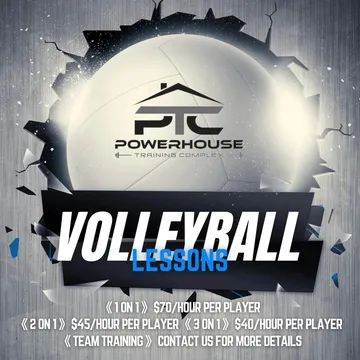 PTC
POWERHOUSE
TRAINING COMPLEX
VOLLEYBALL
LESSONS
《1 ON 1》 $70/HOUR PER PLAYER
《2 ON 1》 $45/HOUR PER PLAYER 《3 ON 1》 $40/HOUR PER PLAYER
《TEAM TRAINING》 CONTACT US FOR MORE DETAILS